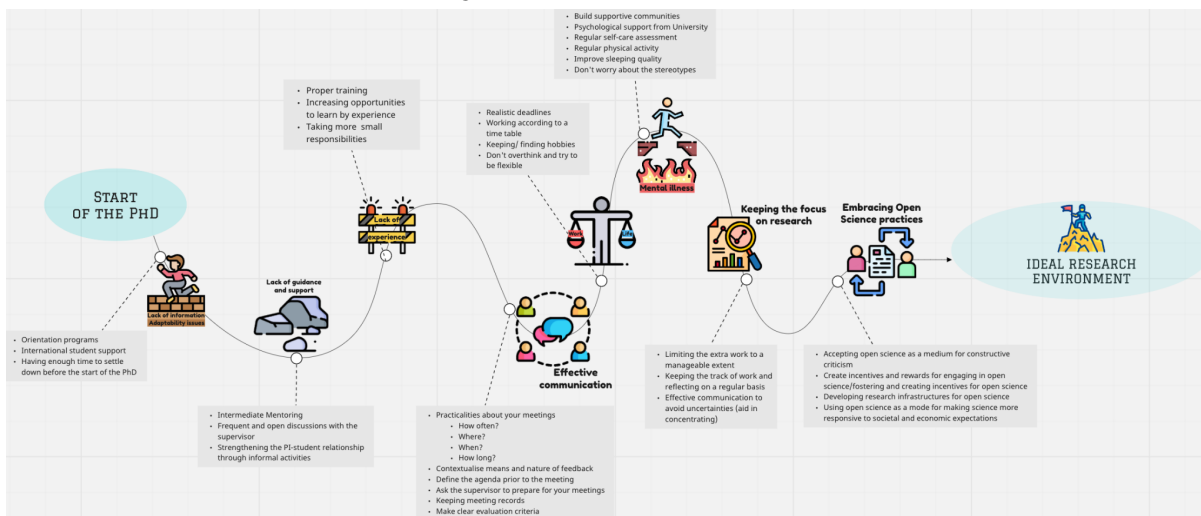 START
OF THE PHD
Lack of information
Adaptability issues
• Orientation programs
• International student support
• Having enough time to settle
down before the start of the PhD
Lack of guidance
and support
• Intermediate Mentoring
• Frequent and open discussions with the
supervisor
• Strengthening the PI-student relationship
through informal activities
• Proper training
• Increasing opportunities
to learn by experience
• Taking more small
responsibilities
Lack of
experience
Effective
communication
• Practicalities about your meetings
• How often?
• Where?
• When?
• How long?
• Contextualise means and nature of feedback
• Define the agenda prior to the meeting
• Ask the supervisor to prepare for your meetings
• Keeping meeting records
• Make clear evaluation criteria
• Realistic deadlines
• Working according to a
time table
• Keeping/ finding hobbies
• Don't overthink and try to
be flexible
Work
Life
• Build supportive communities
• Psychological support from University
• Regular self-care assessment
• Regular physical activity
• Improve sleeping quality
• Don't worry about the stereotypes
Mental illness
Keeping the focus
on research
• Limiting the extra work to a
manageable extent
• Keeping the track of work and
reflecting on a regular basis
• Effective communication to
avoid uncertainties (aid in
concentrating)
Embracing Open
Science practices
• Accepting open science as a medium for constructive
criticism
• Create incentives and rewards for engaging in open
science/fostering and creating incentives for open science
• Developing research infrastructures for open science
• Using open science as a mode for making science more
responsive to societal and economic expectations
IDEAL RESEARCH
ENVIRONMENT